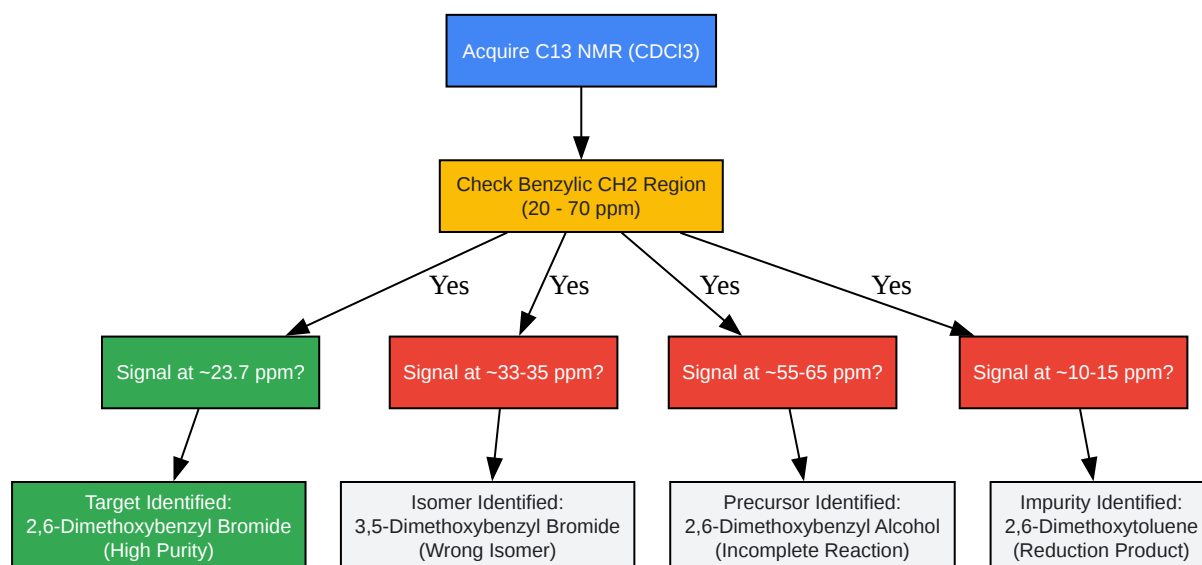 Acquire C13 NMR (CDCl3)
Check Benzylic CH2 Region
(20 - 70 ppm)
Yes
Yes
Yes
Yes
Signal at ~23.7 ppm?
Signal at ~33-35 ppm?
Signal at ~55-65 ppm?
Signal at ~10-15 ppm?
Target Identified:
2,6-Dimethoxybenzyl Bromide
(High Purity)
Isomer Identified:
3,5-Dimethoxybenzyl Bromide
(Wrong Isomer)
Precursor Identified:
2,6-Dimethoxybenzyl Alcohol
(Incomplete Reaction)
Impurity Identified:
2,6-Dimethoxytoluene
(Reduction Product)